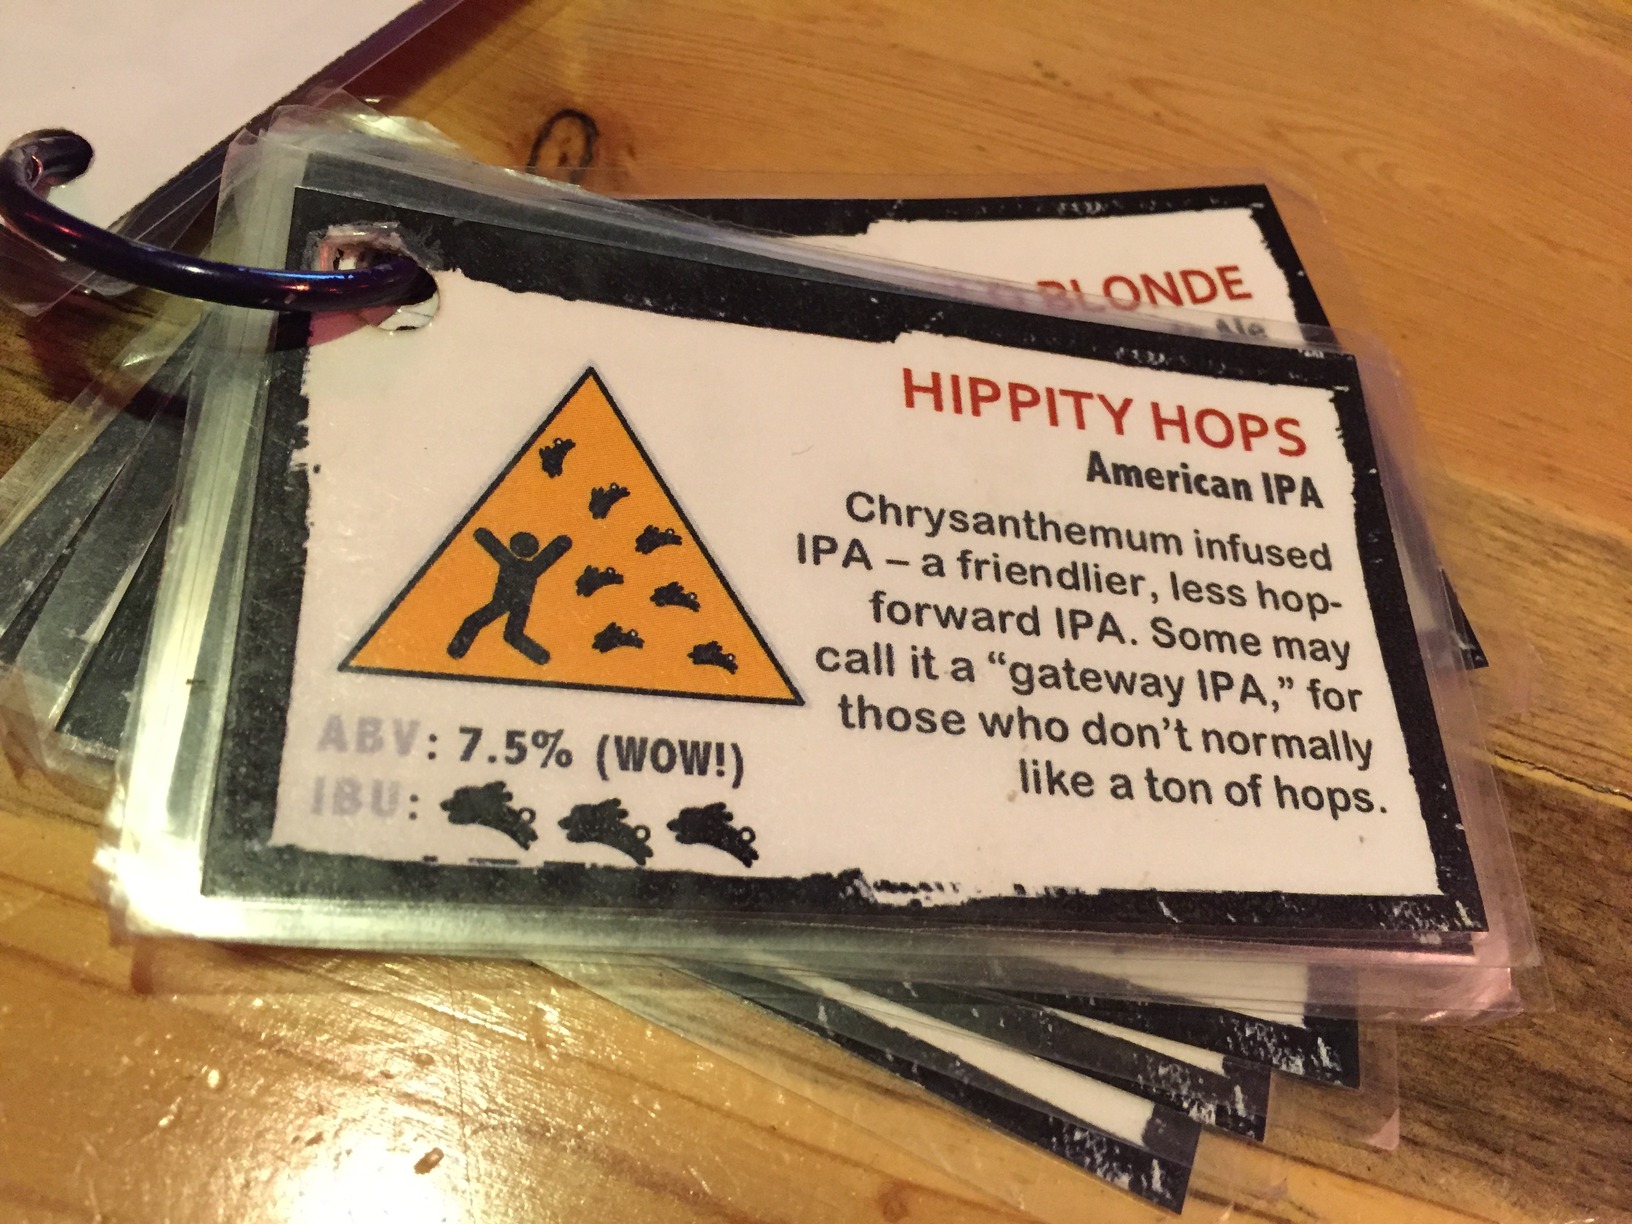 BLONDE
Ale
HIPPITY HOPS
American IPA
Chrysanthemum infused
IPA – a friendlier, less hop-
forward IPA. Some may
call it a “gateway IPA,” for
those who don’t normally
like a ton of hops.
ABV: 7.5% (WOW!)
IBU: